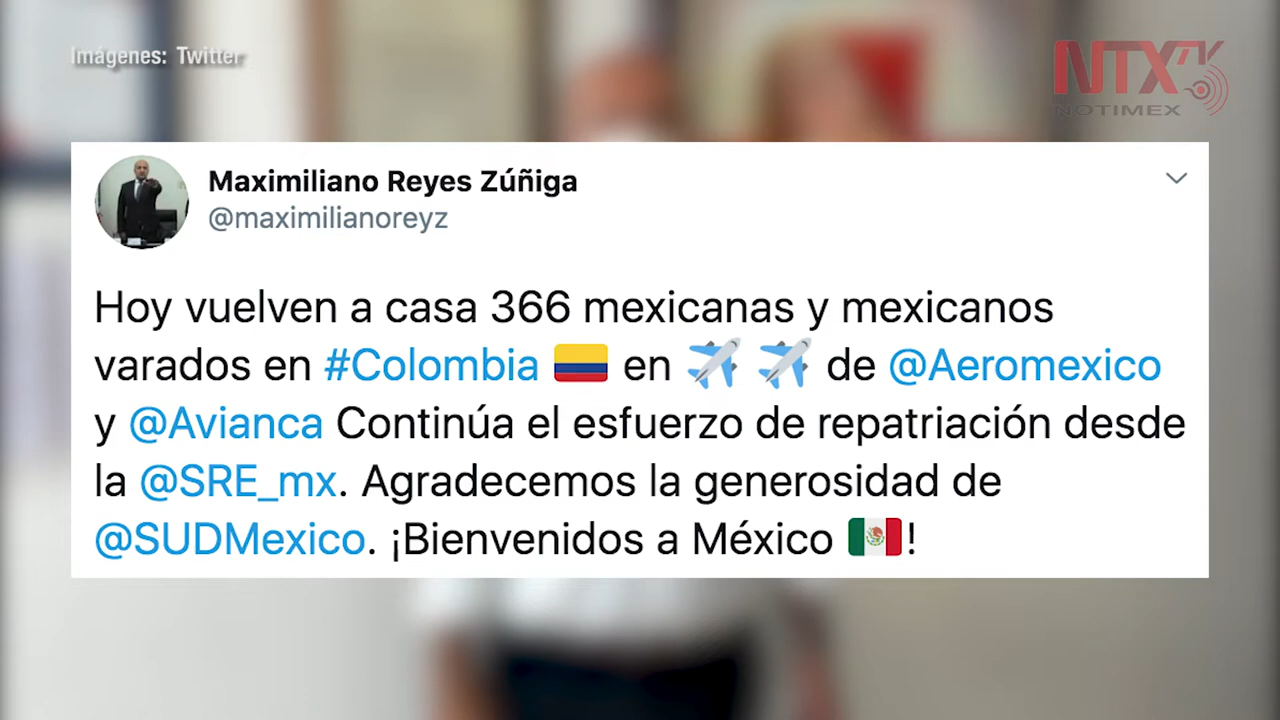 Imágenes: Twitter
NTXTV
NOTIMEX
Maximiliano Reyes Zúñiga
@maximilianoreyz
Hoy vuelven a casa 366 mexicanas y mexicanos
varados en #Colombia 🇨🇴 en ✈️ ✈️ de @Aeromexico
y @Avianca Continúa el esfuerzo de repatriación desde
la @SRE_mx. Agradecemos la generosidad de
@SUDMexico. ¡Bienvenidos a México 🇲🇽!